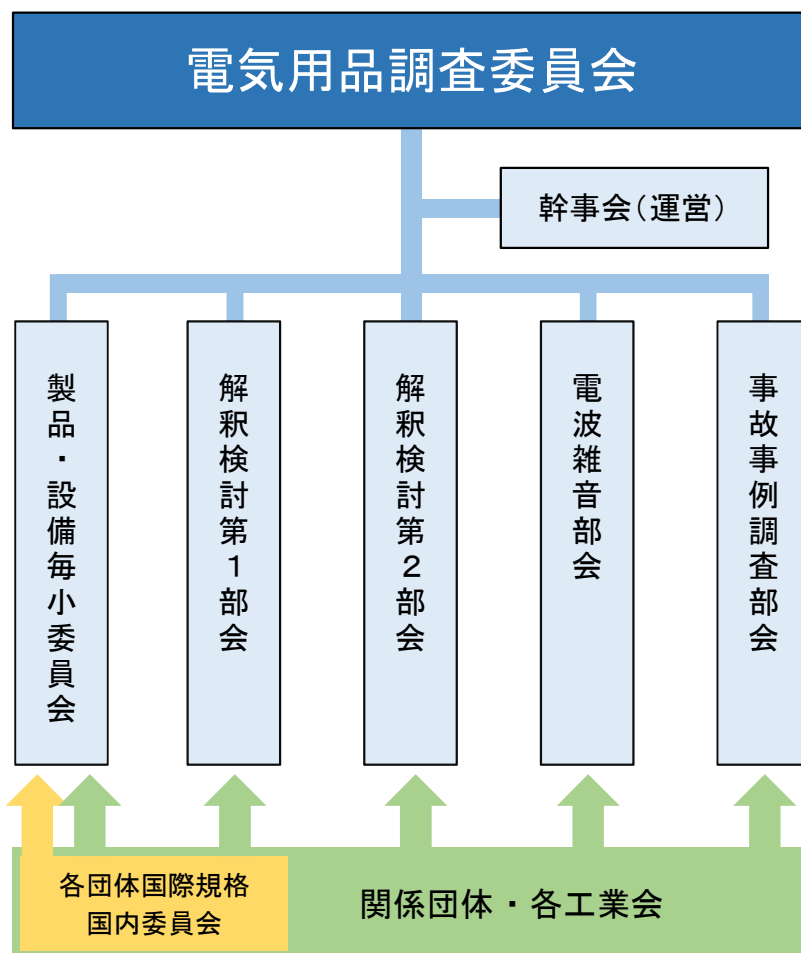 電気用品調査委員会
幹事会(運営)
製品・設備毎小委員会
解釈検討第1部会
解釈検討第2部会
電波雑音部会
事故事例調査部会
各団体国際規格
国内委員会
関係団体・各工業会